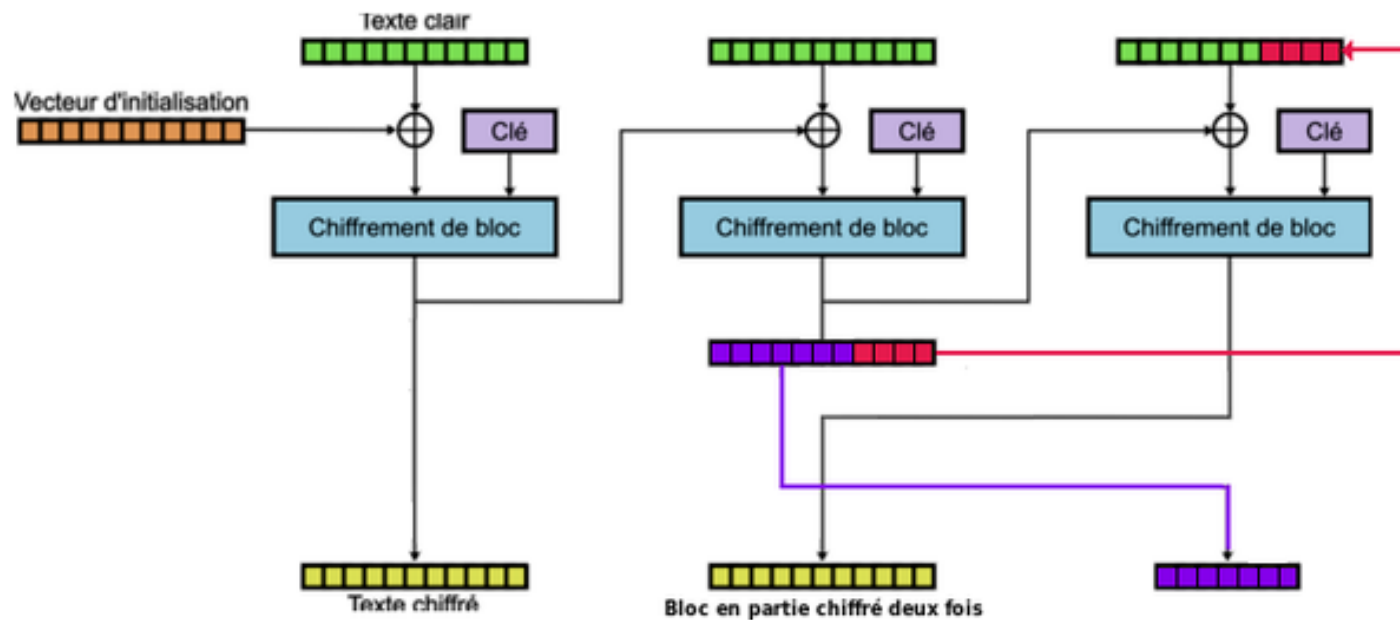 Texte clair
Vecteur d'initialisation
Clé
Clé
Clé
Chiffrement de bloc
Chiffrement de bloc
Chiffrement de bloc
Texte chiffré
Bloc en partie chiffré deux fois